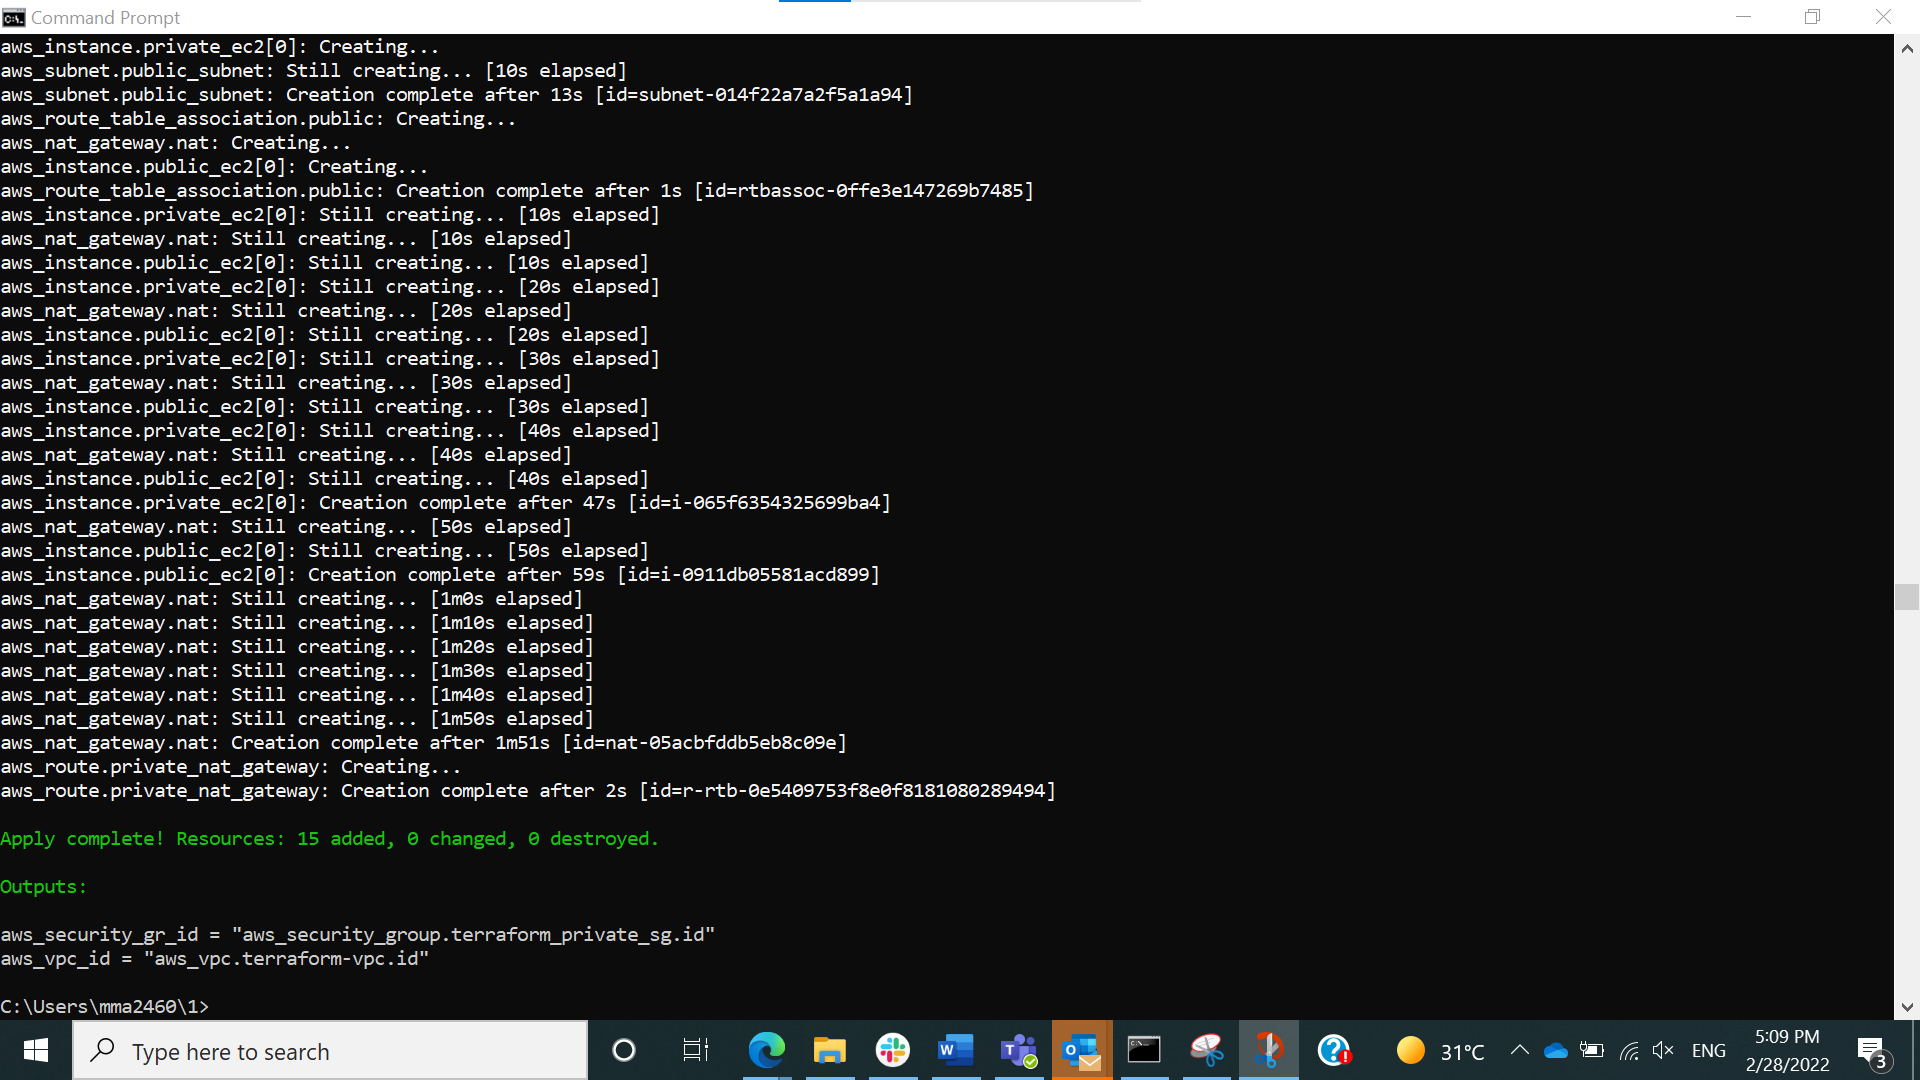 Command Prompt
aws_instance.private_ec2[0]: Creating...
aws_subnet.public_subnet: Still creating... [10s elapsed]
aws_subnet.public_subnet: Creation complete after 13s [id=subnet-014f22a7a2f5a1a94]
aws_route_table_association.public: Creating...
aws_nat_gateway.nat: Creating...
aws_instance.public_ec2[0]: Creating...
aws_route_table_association.public: Creation complete after 1s [id=rtbassoc-0ffe3e147269b7485]
aws_instance.private_ec2[0]: Still creating... [10s elapsed]
aws_nat_gateway.nat: Still creating... [10s elapsed]
aws_instance.public_ec2[0]: Still creating... [10s elapsed]
aws_instance.private_ec2[0]: Still creating... [20s elapsed]
aws_nat_gateway.nat: Still creating... [20s elapsed]
aws_instance.public_ec2[0]: Still creating... [20s elapsed]
aws_instance.private_ec2[0]: Still creating... [30s elapsed]
aws_nat_gateway.nat: Still creating... [30s elapsed]
aws_instance.public_ec2[0]: Still creating... [30s elapsed]
aws_instance.private_ec2[0]: Still creating... [40s elapsed]
aws_nat_gateway.nat: Still creating... [40s elapsed]
aws_instance.public_ec2[0]: Still creating... [40s elapsed]
aws_instance.private_ec2[0]: Creation complete after 47s [id=i-065f6354325699ba4]
aws_nat_gateway.nat: Still creating... [50s elapsed]
aws_instance.public_ec2[0]: Still creating... [50s elapsed]
aws_instance.public_ec2[0]: Creation complete after 59s [id=i-0911db05581acd899]
aws_nat_gateway.nat: Still creating... [1m0s elapsed]
aws_nat_gateway.nat: Still creating... [1m10s elapsed]
aws_nat_gateway.nat: Still creating... [1m20s elapsed]
aws_nat_gateway.nat: Still creating... [1m30s elapsed]
aws_nat_gateway.nat: Still creating... [1m40s elapsed]
aws_nat_gateway.nat: Still creating... [1m50s elapsed]
aws_nat_gateway.nat: Creation complete after 1m51s [id=nat-05acbfddb5eb8c09e]
aws_route.private_nat_gateway: Creating...
aws_route.private_nat_gateway: Creation complete after 2s [id=r-rtb-0e5409753f8e0f8181080289494]
Apply complete! Resources: 15 added, 0 changed, 0 destroyed.
Outputs:
aws_security_gr_id = "aws_security_group.terraform_private_sg.id"
aws_vpc_id = "aws_vpc.terraform-vpc.id"
C:\Users\mma2460\1>
Type here to search
31°C
ENG
5:09 PM
2/28/2022
3